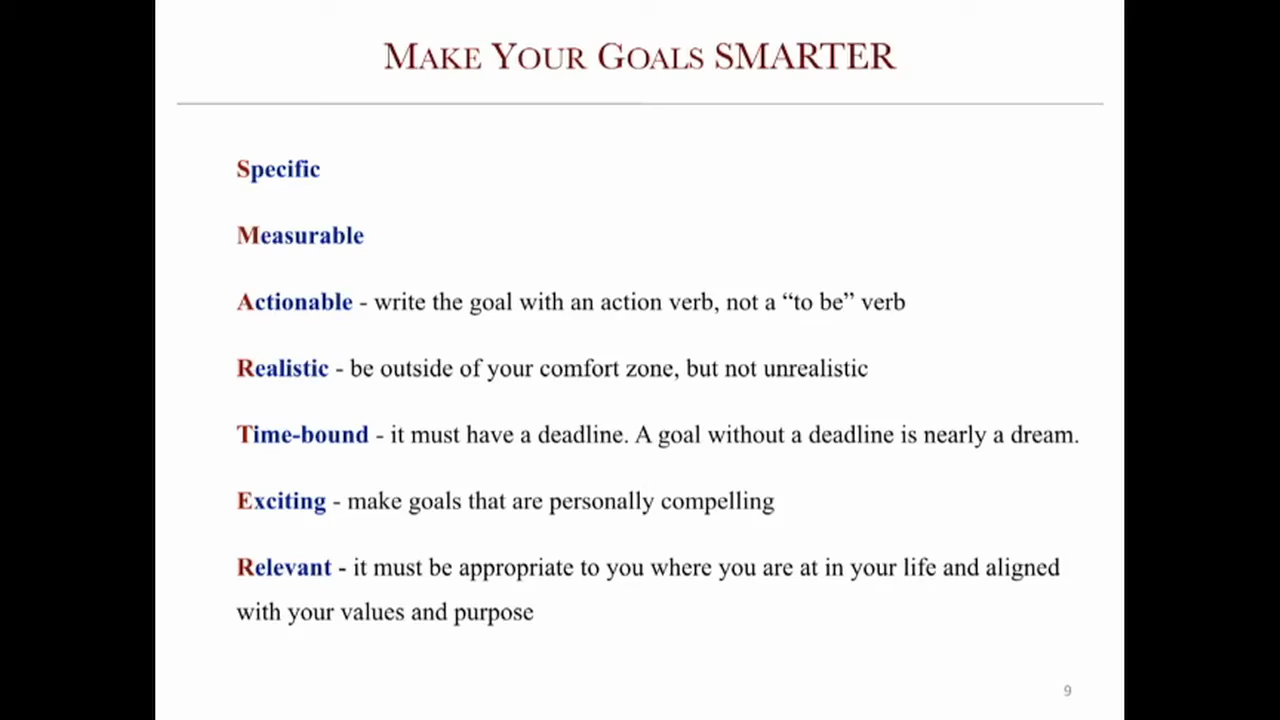 MAKE YOUR GOALS SMARTER
Specific
Measurable
Actionable - write the goal with an action verb, not a “to be” verb
Realistic - be outside of your comfort zone, but not unrealistic
Time-bound - it must have a deadline. A goal without a deadline is nearly a dream.
Exciting - make goals that are personally compelling
Relevant - it must be appropriate to you where you are at in your life and aligned
with your values and purpose
9